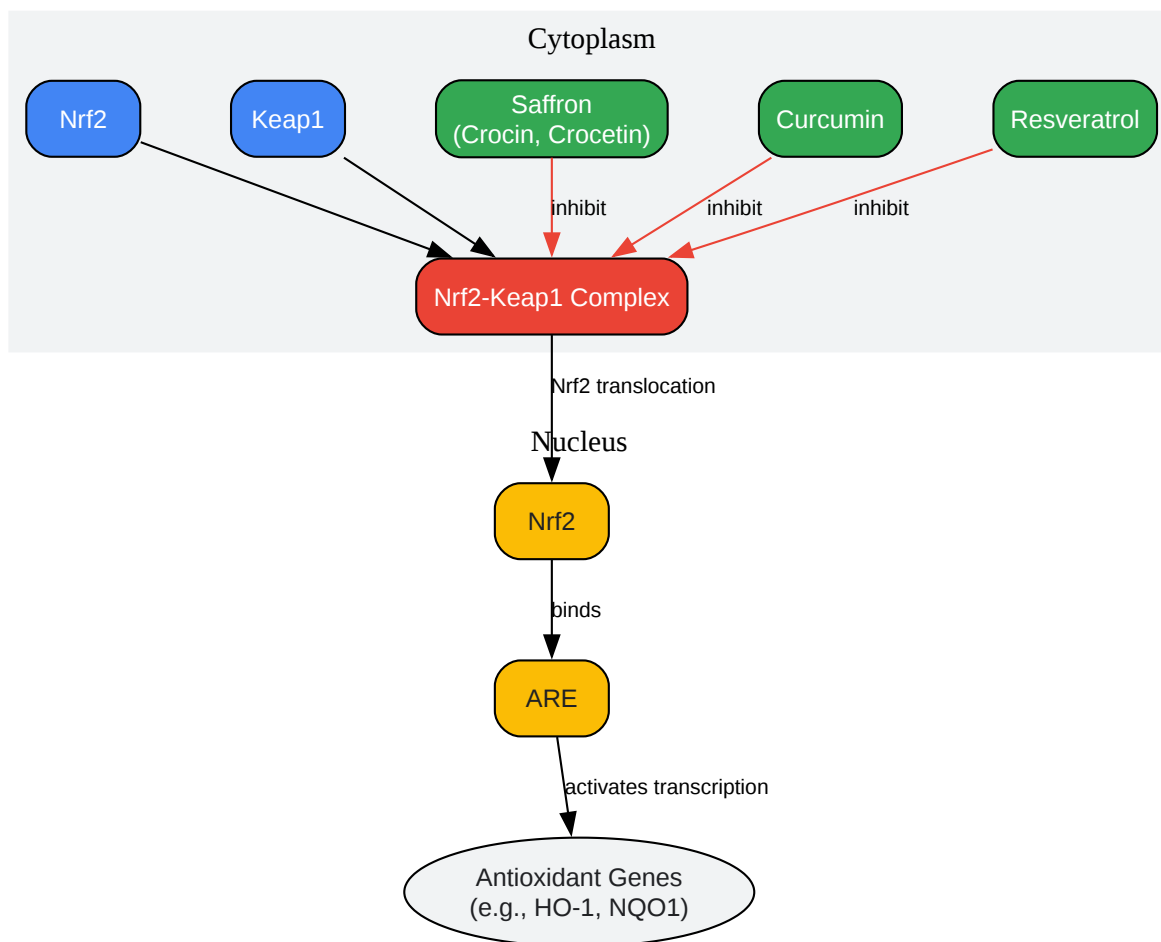 Cytoplasm
Nrf2
Keap1
Saffron
(Crocin, Crocetin)
Curcumin
Resveratrol
inhibit
inhibit
inhibit
Nrf2-Keap1 Complex
Nrf2 translocation
Nucleus
Nrf2
binds
ARE
activates transcription
Antioxidant Genes
(e.g., HO-1, NQO1)